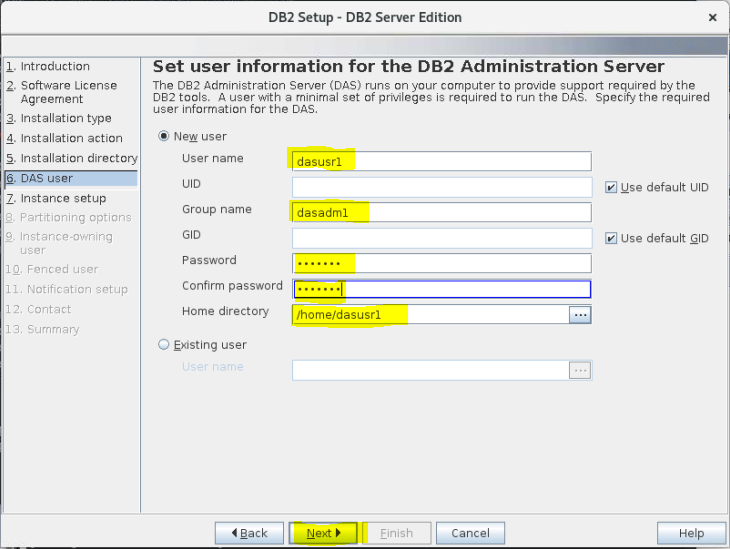 DB2 Setup - DB2 Server Edition
1. Introduction
2. Software License
Agreement
3. Installation type
4. Installation action
5. Installation directory
6. DAS user
7. Instance setup
8. Partitioning options
9. Instance-owning
user
10. Fenced user
11. Notification setup
12. Contact
13. Summary
Set user information for the DB2 Administration Server
The DB2 Administration Server (DAS) runs on your computer to provide support required by the
DB2 tools. A user with a minimal set of privileges is required to run the DAS. Specify the required
user information for the DAS.
New user
User name dasusr1
UID Use default UID
Group name dasadm1
GID Use default GID
Password •••••••
Confirm password •••••••
Home directory /home/dasusr1 ...
Existing user
User name ...
Back Next Finish Cancel Help